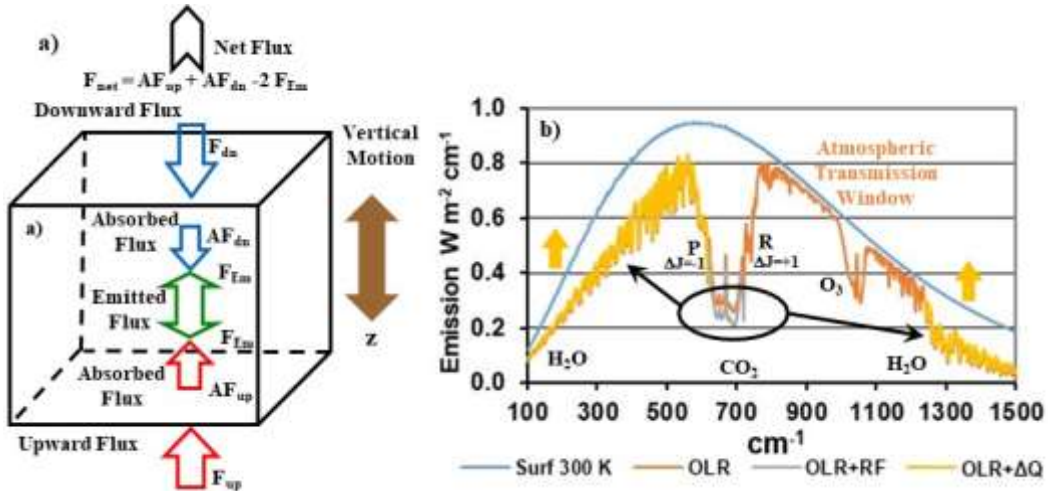 a)
Net Flux
F_net = AF_up + AF_dn -2 F_Em
Downward Flux
F_dn
Vertical
Motion
a)
Absorbed
Flux
AF_dn
F_Em
Emitted
Flux
F_Em
z
Absorbed
Flux
AF_up
Upward Flux
F_up
b)
Emission W m⁻² cm⁻¹
1.0
0.8
0.6
0.4
0.2
0.0
Atmospheric
Transmission
Window
P
ΔJ=-1
R
ΔJ=+1
O₃
H₂O
CO₂
H₂O
100 300 500 700 900 1100 1300 1500
cm⁻¹
Surf 300 K OLR OLR+RF OLR+ΔQ